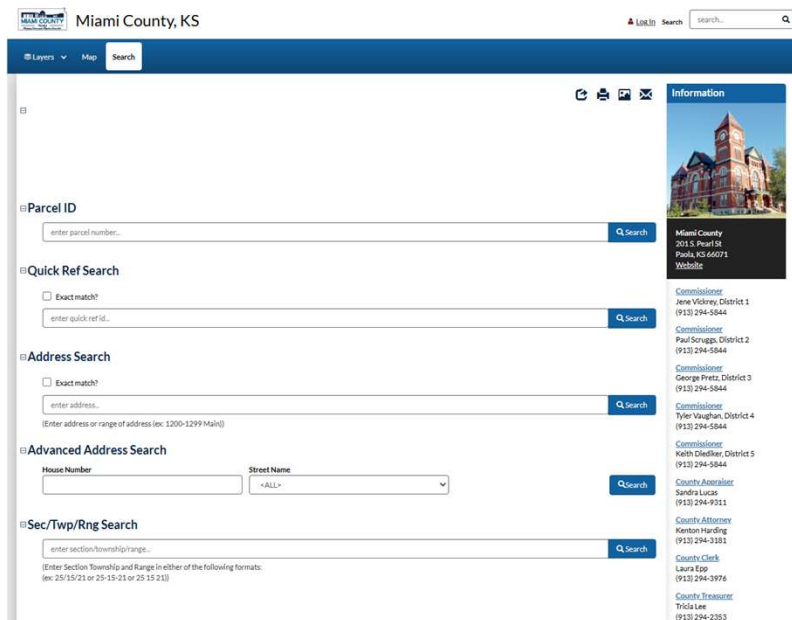 MIAMI COUNTY
Miami County, KS
Log In
Search
search...
Layers
Map
Search
Parcel ID
enter parcel number...
Search
Quick Ref Search
Exact match?
enter quick ref id...
Search
Address Search
Exact match?
enter address...
Search
(Enter address or range of address (ex: 1200-1299 Main))
Advanced Address Search
House Number
Street Name
<ALL>
Search
Sec/Twp/Rng Search
enter section/township/range...
Search
(Enter Section Township and Range in either of the following formats:
(ex: 25/15/21 or 25-15-21 or 25 15 21))
Information
Miami County
201 S. Pearl St
Paola, KS 66071
Website
Commissioner
Jene Vickrey, District 1
(913) 294-5844
Commissioner
Paul Scruggs, District 2
(913) 294-5844
Commissioner
George Pretz, District 3
(913) 294-5844
Commissioner
Tyler Vaughan, District 4
(913) 294-5844
Commissioner
Keith Diediker, District 5
(913) 294-5844
County Appraiser
Sandra Lucas
(913) 294-9311
County Attorney
Kenton Harding
(913) 294-3181
County Clerk
Laura Epp
(913) 294-3976
County Treasurer
Tricia Lee
(913) 294-2353